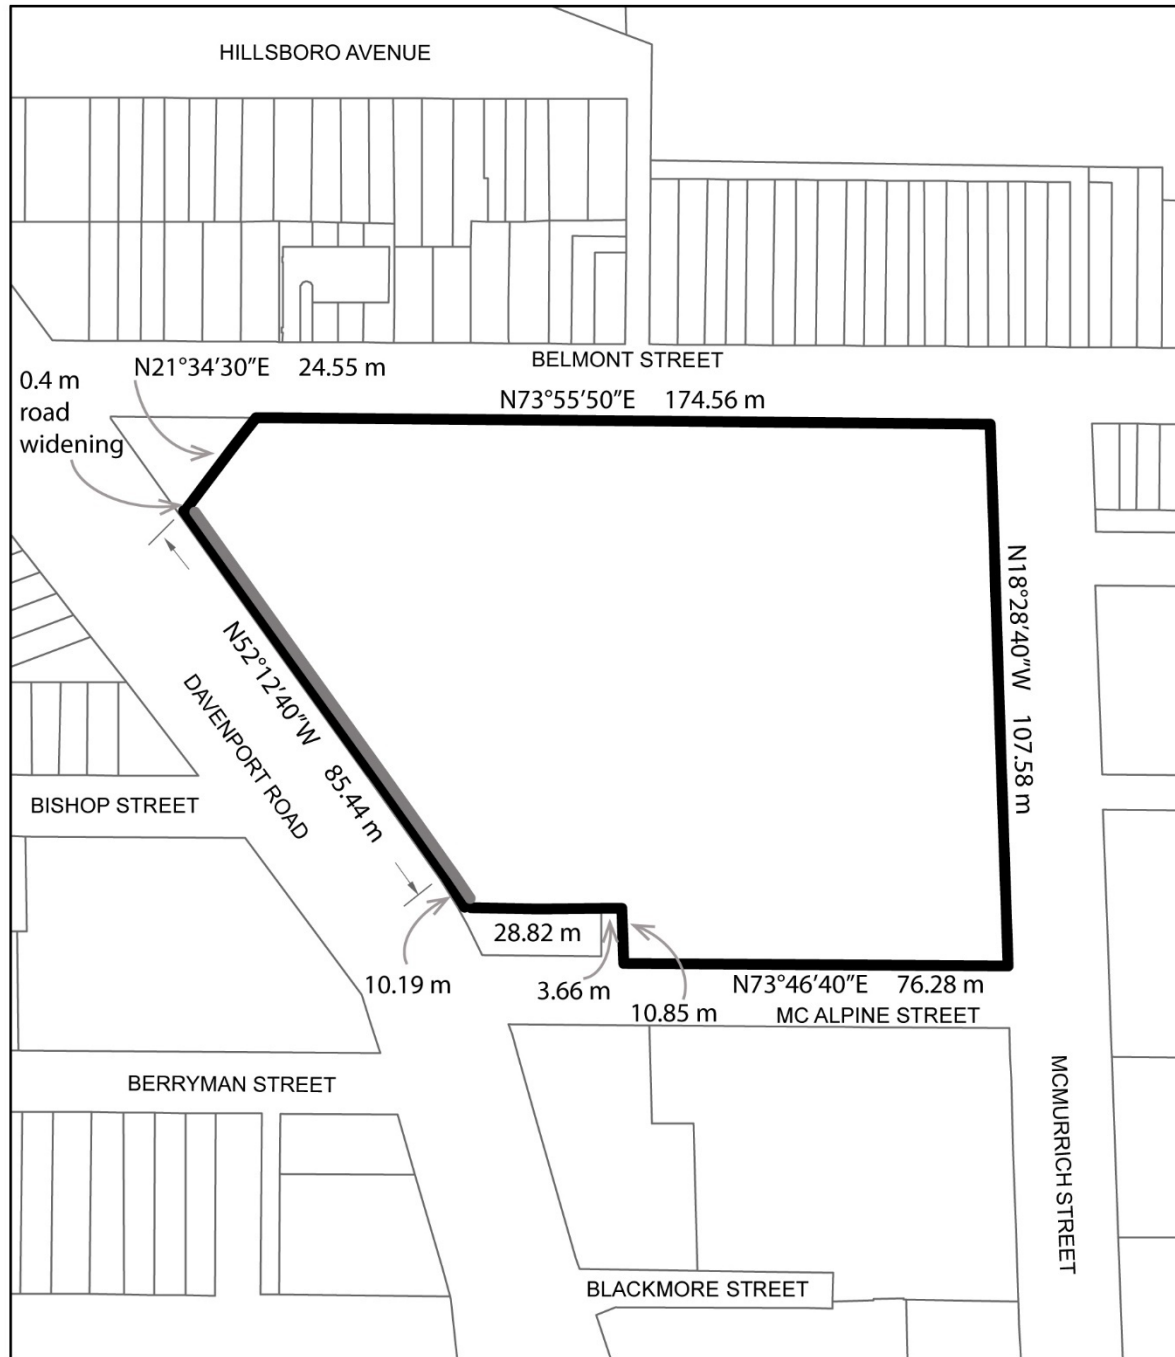 HILLSBORO AVENUE
BELMONT STREET
N21°34'30"E 24.55 m
0.4 m
road
widening
N73°55'50"E 174.56 m
N18°28'40"W 107.58 m
N52°12'40"W 85.44 m
DAVENPORT ROAD
BISHOP STREET
28.82 m
10.19 m
3.66 m
10.85 m
N73°46'40"E 76.28 m
MC ALPINE STREET
BERRYMAN STREET
MCMURRICH STREET
BLACKMORE STREET